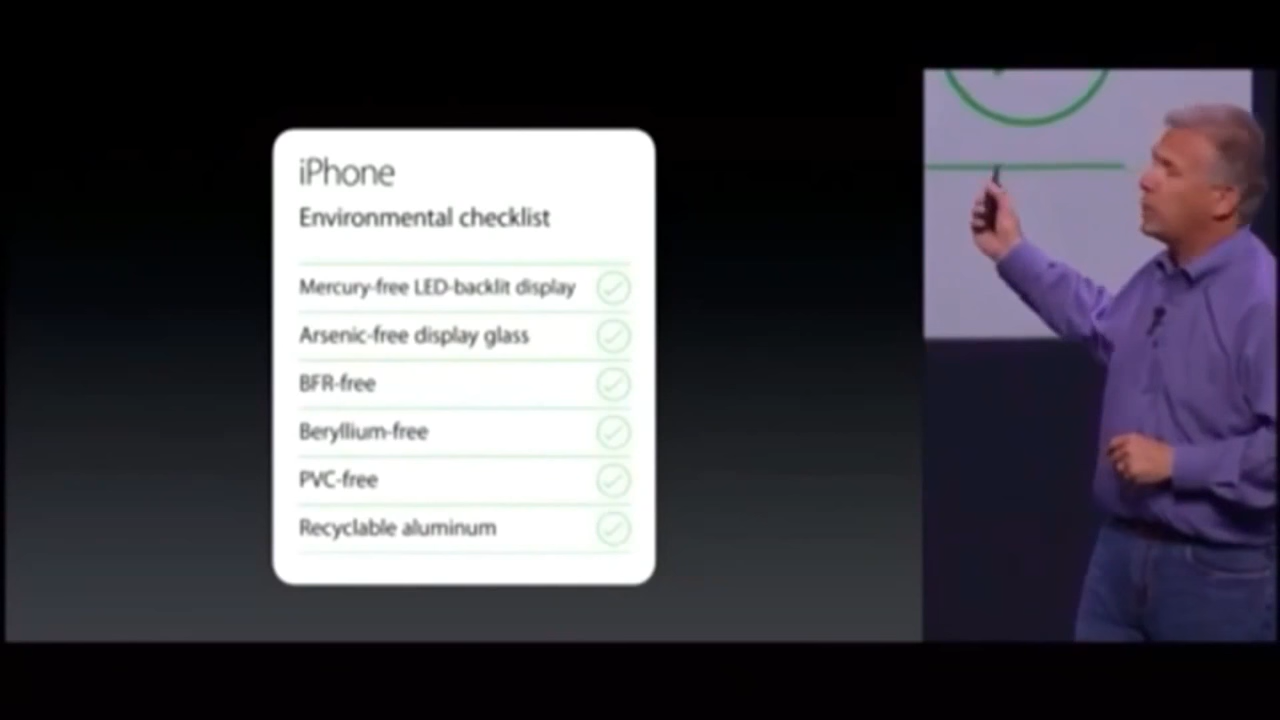 iPhone
Environmental checklist
Mercury-free LED-backlit display
Arsenic-free display glass
BFR-free
Beryllium-free
PVC-free
Recyclable aluminum